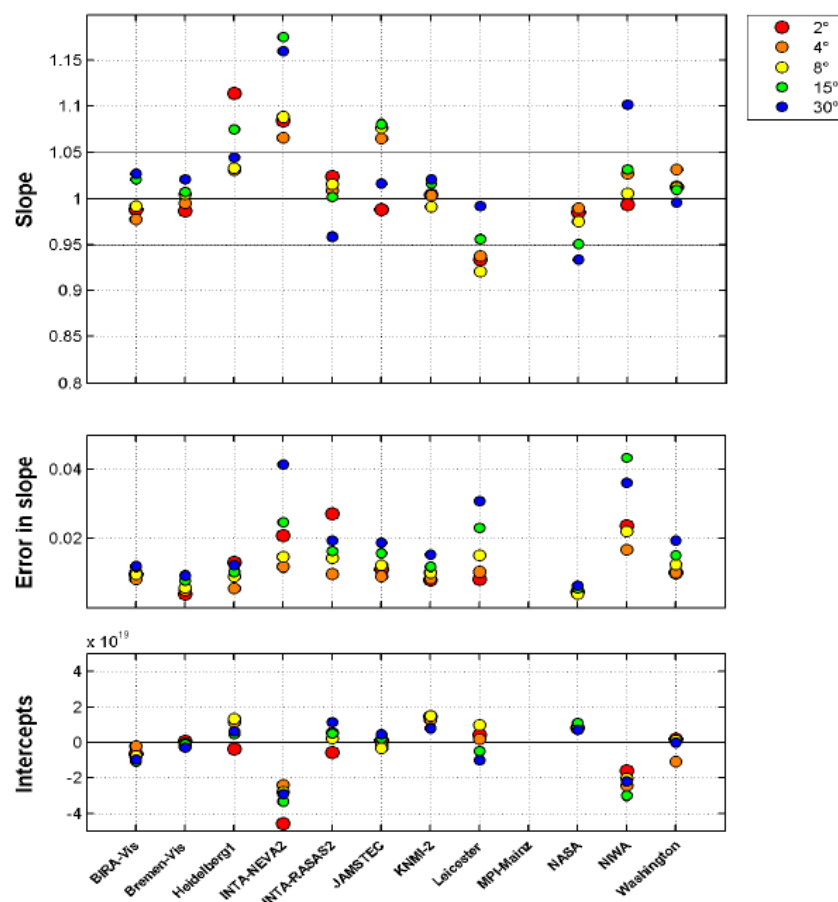 2°
4°
8°
15°
30°
Slope
1.15
1.1
1.05
1
0.95
0.9
0.85
0.8
Error in slope
0.04
0.02
x 10^19
Intercepts
4
2
0
-2
-4
BIRA-Vis
Bremen-Vis
Heidelberg1
INTA-NEVA2
INTA-RASAS2
JAMSTEC
KNMI-2
Leicester
MPI-Mainz
NASA
NIWA
Washington